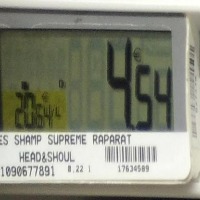 4.54 €
20.64 €/L
ES SHAMP SUPREME RAPARAT
HEAD&SHOUL
1090677891 8.22 1 17634589